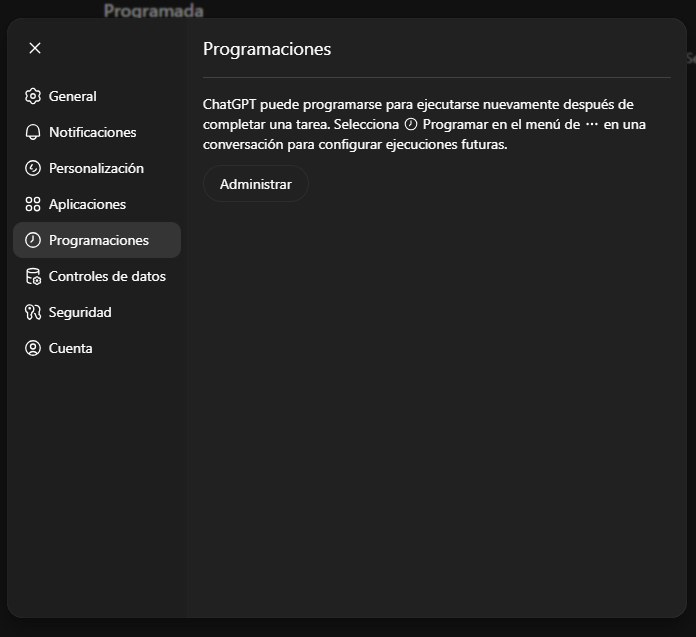 Programada
Programaciones
General
Notificaciones
Personalización
Aplicaciones
Programaciones
Controles de datos
Seguridad
Cuenta
ChatGPT puede programarse para ejecutarse nuevamente después de
completar una tarea. Selecciona Programar en el menú de ··· en una
conversación para configurar ejecuciones futuras.
Administrar